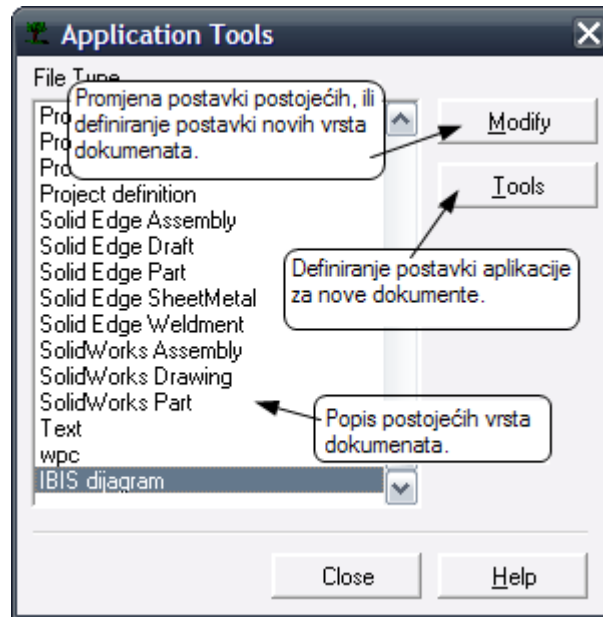 Application Tools
File Type
Promjena postavki postojećih, ili
definiranje postavki novih vrsta
dokumenata.
Modify
Tools
Project definition
Solid Edge Assembly
Solid Edge Draft
Solid Edge Part
Solid Edge SheetMetal
Solid Edge Weldment
SolidWorks Assembly
SolidWorks Drawing
SolidWorks Part
Text
wpc
IBIS dijagram
Definiranje postavki aplikacije
za nove dokumente.
Popis postojećih vrsta
dokumenata.
Close
Help